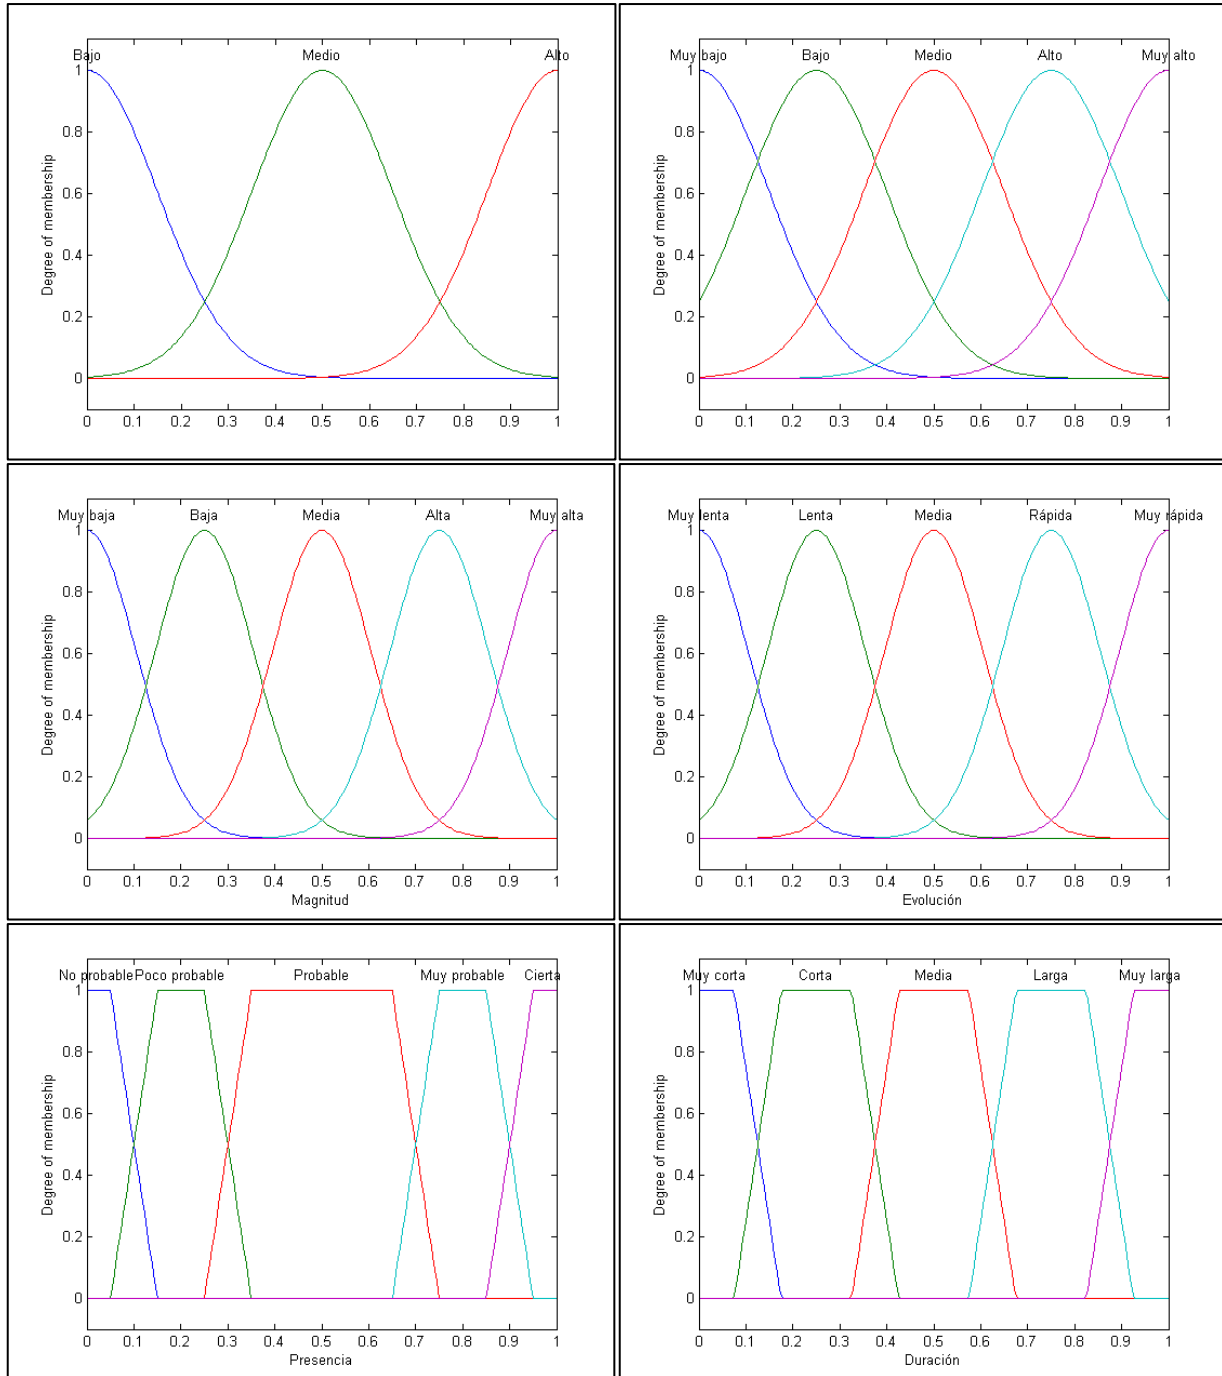 Bajo Medio Alto
1
0.8
0.6
0.4
0.2
0
Degree of membership
0 0.1 0.2 0.3 0.4 0.5 0.6 0.7 0.8 0.9 1
Muy bajo Bajo Medio Alto Muy alto
1
0.8
0.6
0.4
0.2
0
Degree of membership
0 0.1 0.2 0.3 0.4 0.5 0.6 0.7 0.8 0.9 1
Muy baja Baja Media Alta Muy alta
1
0.8
0.6
0.4
0.2
0
Degree of membership
0 0.1 0.2 0.3 0.4 0.5 0.6 0.7 0.8 0.9 1
Magnitud
Muy lenta Lenta Media Rápida Muy rápida
1
0.8
0.6
0.4
0.2
0
Degree of membership
0 0.1 0.2 0.3 0.4 0.5 0.6 0.7 0.8 0.9 1
Evolución
No probable Poco probable Probable Muy probable Cierta
1
0.8
0.6
0.4
0.2
0
Degree of membership
0 0.1 0.2 0.3 0.4 0.5 0.6 0.7 0.8 0.9 1
Presencia
Muy corta Corta Media Larga Muy larga
1
0.8
0.6
0.4
0.2
0
Degree of membership
0 0.1 0.2 0.3 0.4 0.5 0.6 0.7 0.8 0.9 1
Duración